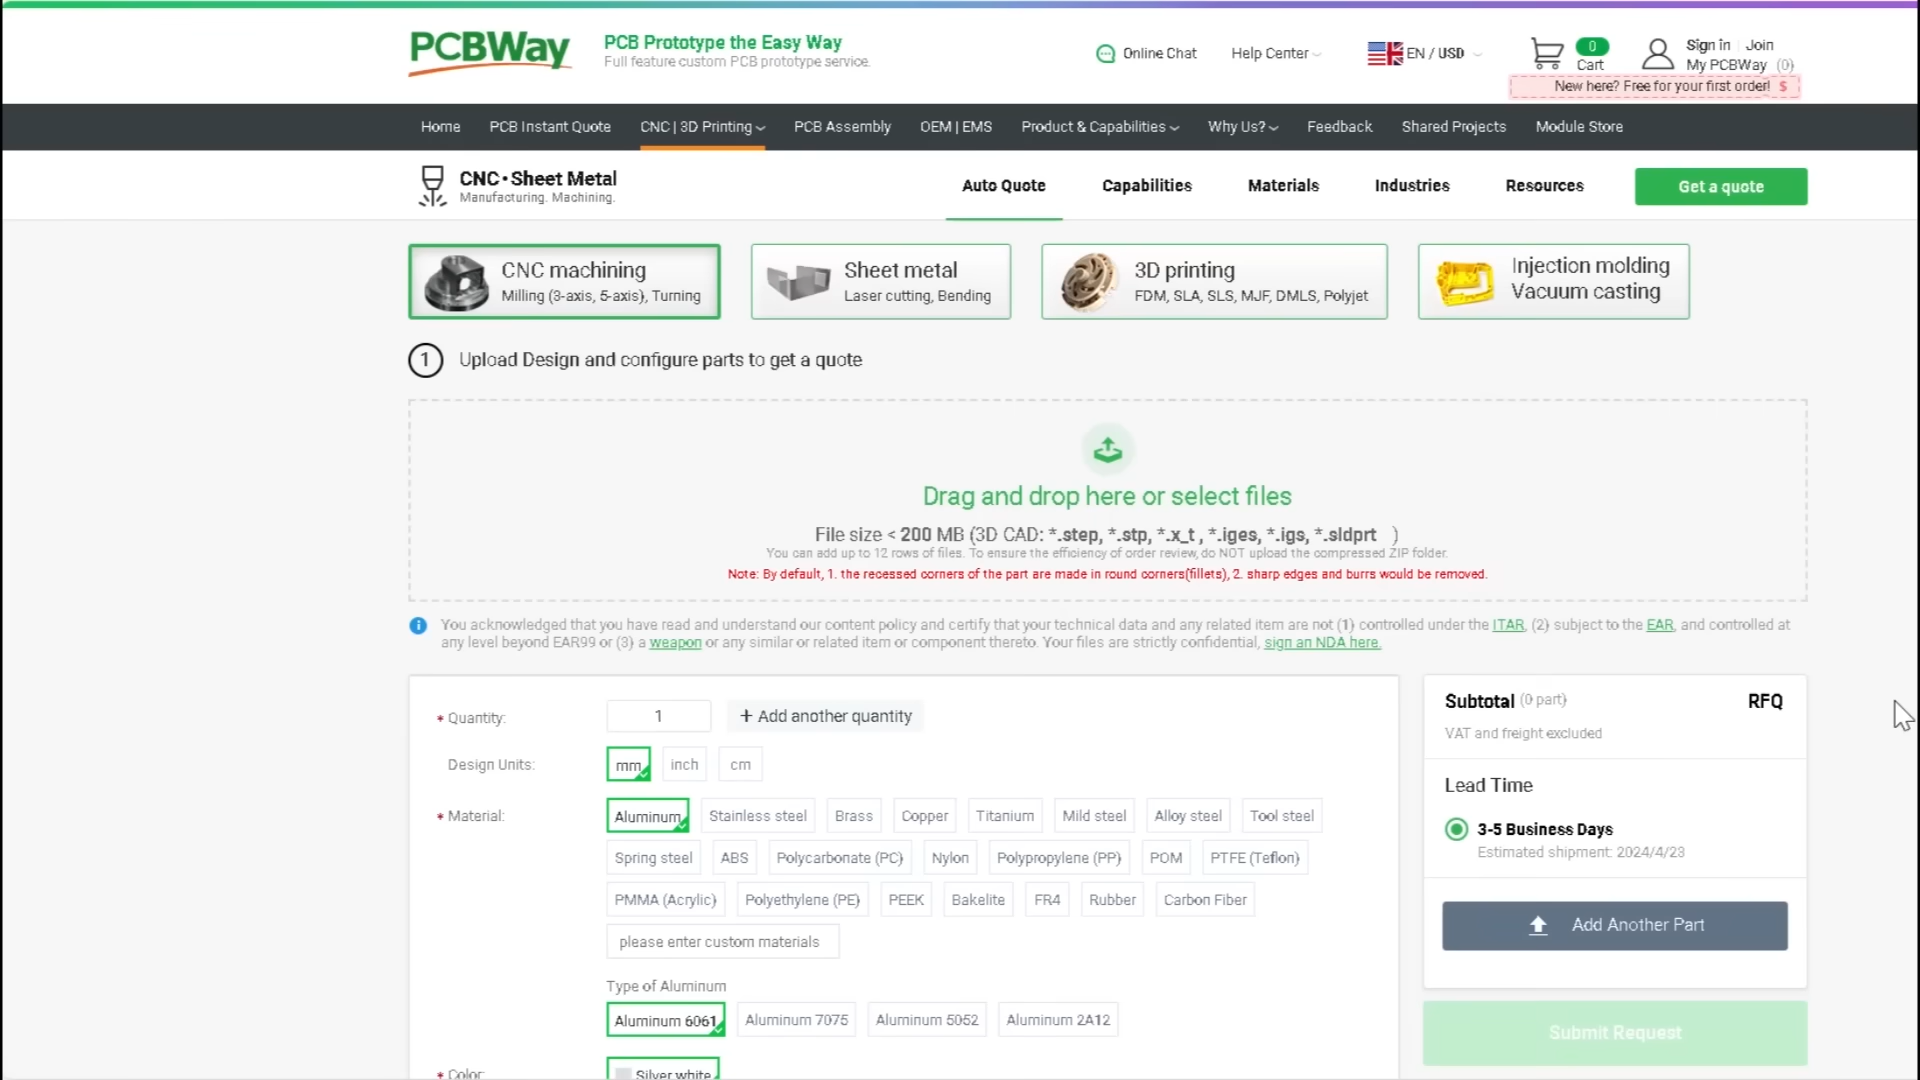 PCBWay
PCB Prototype the Easy Way
Full feature custom PCB prototype service.
Online Chat
Help Center
EN / USD
0
Cart
Sign in | Join
My PCBWay (0)
New here? Free for your first order! $
Home
PCB Instant Quote
CNC | 3D Printing
PCB Assembly
OEM | EMS
Product & Capabilities
Why Us?
Feedback
Shared Projects
Module Store
CNC • Sheet Metal
Manufacturing. Machining.
Auto Quote
Capabilities
Materials
Industries
Resources
Get a quote
CNC machining
Milling (3-axis, 5-axis), Turning
Sheet metal
Laser cutting, Bending
3D printing
FDM, SLA, SLS, MJF, DMLS, Polyjet
Injection molding
Vacuum casting
1 Upload Design and configure parts to get a quote
Drag and drop here or select files
File size < 200 MB (3D CAD: *.step, *.stp, *.x_t , *.iges, *.igs, *.sldprt )
You can add up to 12 rows of files. To ensure the efficiency of order review, do NOT upload the compressed ZIP folder.
Note: By default, 1. the recessed corners of the part are made in round corners(fillets), 2. sharp edges and burrs would be removed.
You acknowledged that you have read and understand our content policy and certify that your technical data and any related item are not (1) controlled under the ITAR, (2) subject to the EAR, and controlled at
any level beyond EAR99 or (3) a weapon or any similar or related item or component thereto. Your files are strictly confidential, sign an NDA here.
* Quantity:
1
+ Add another quantity
Design Units:
mm
inch
cm
* Material:
Aluminum
Stainless steel
Brass
Copper
Titanium
Mild steel
Alloy steel
Tool steel
Spring steel
ABS
Polycarbonate (PC)
Nylon
Polypropylene (PP)
POM
PTFE (Teflon)
PMMA (Acrylic)
Polyethylene (PE)
PEEK
Bakelite
FR4
Rubber
Carbon Fiber
please enter custom materials
Type of Aluminum
Aluminum 6061
Aluminum 7075
Aluminum 5052
Aluminum 2A12
* Color:
Silver white
Subtotal (0 part)
RFQ
VAT and freight excluded
Lead Time
3-5 Business Days
Estimated shipment: 2024/4/23
Add Another Part
Submit Request